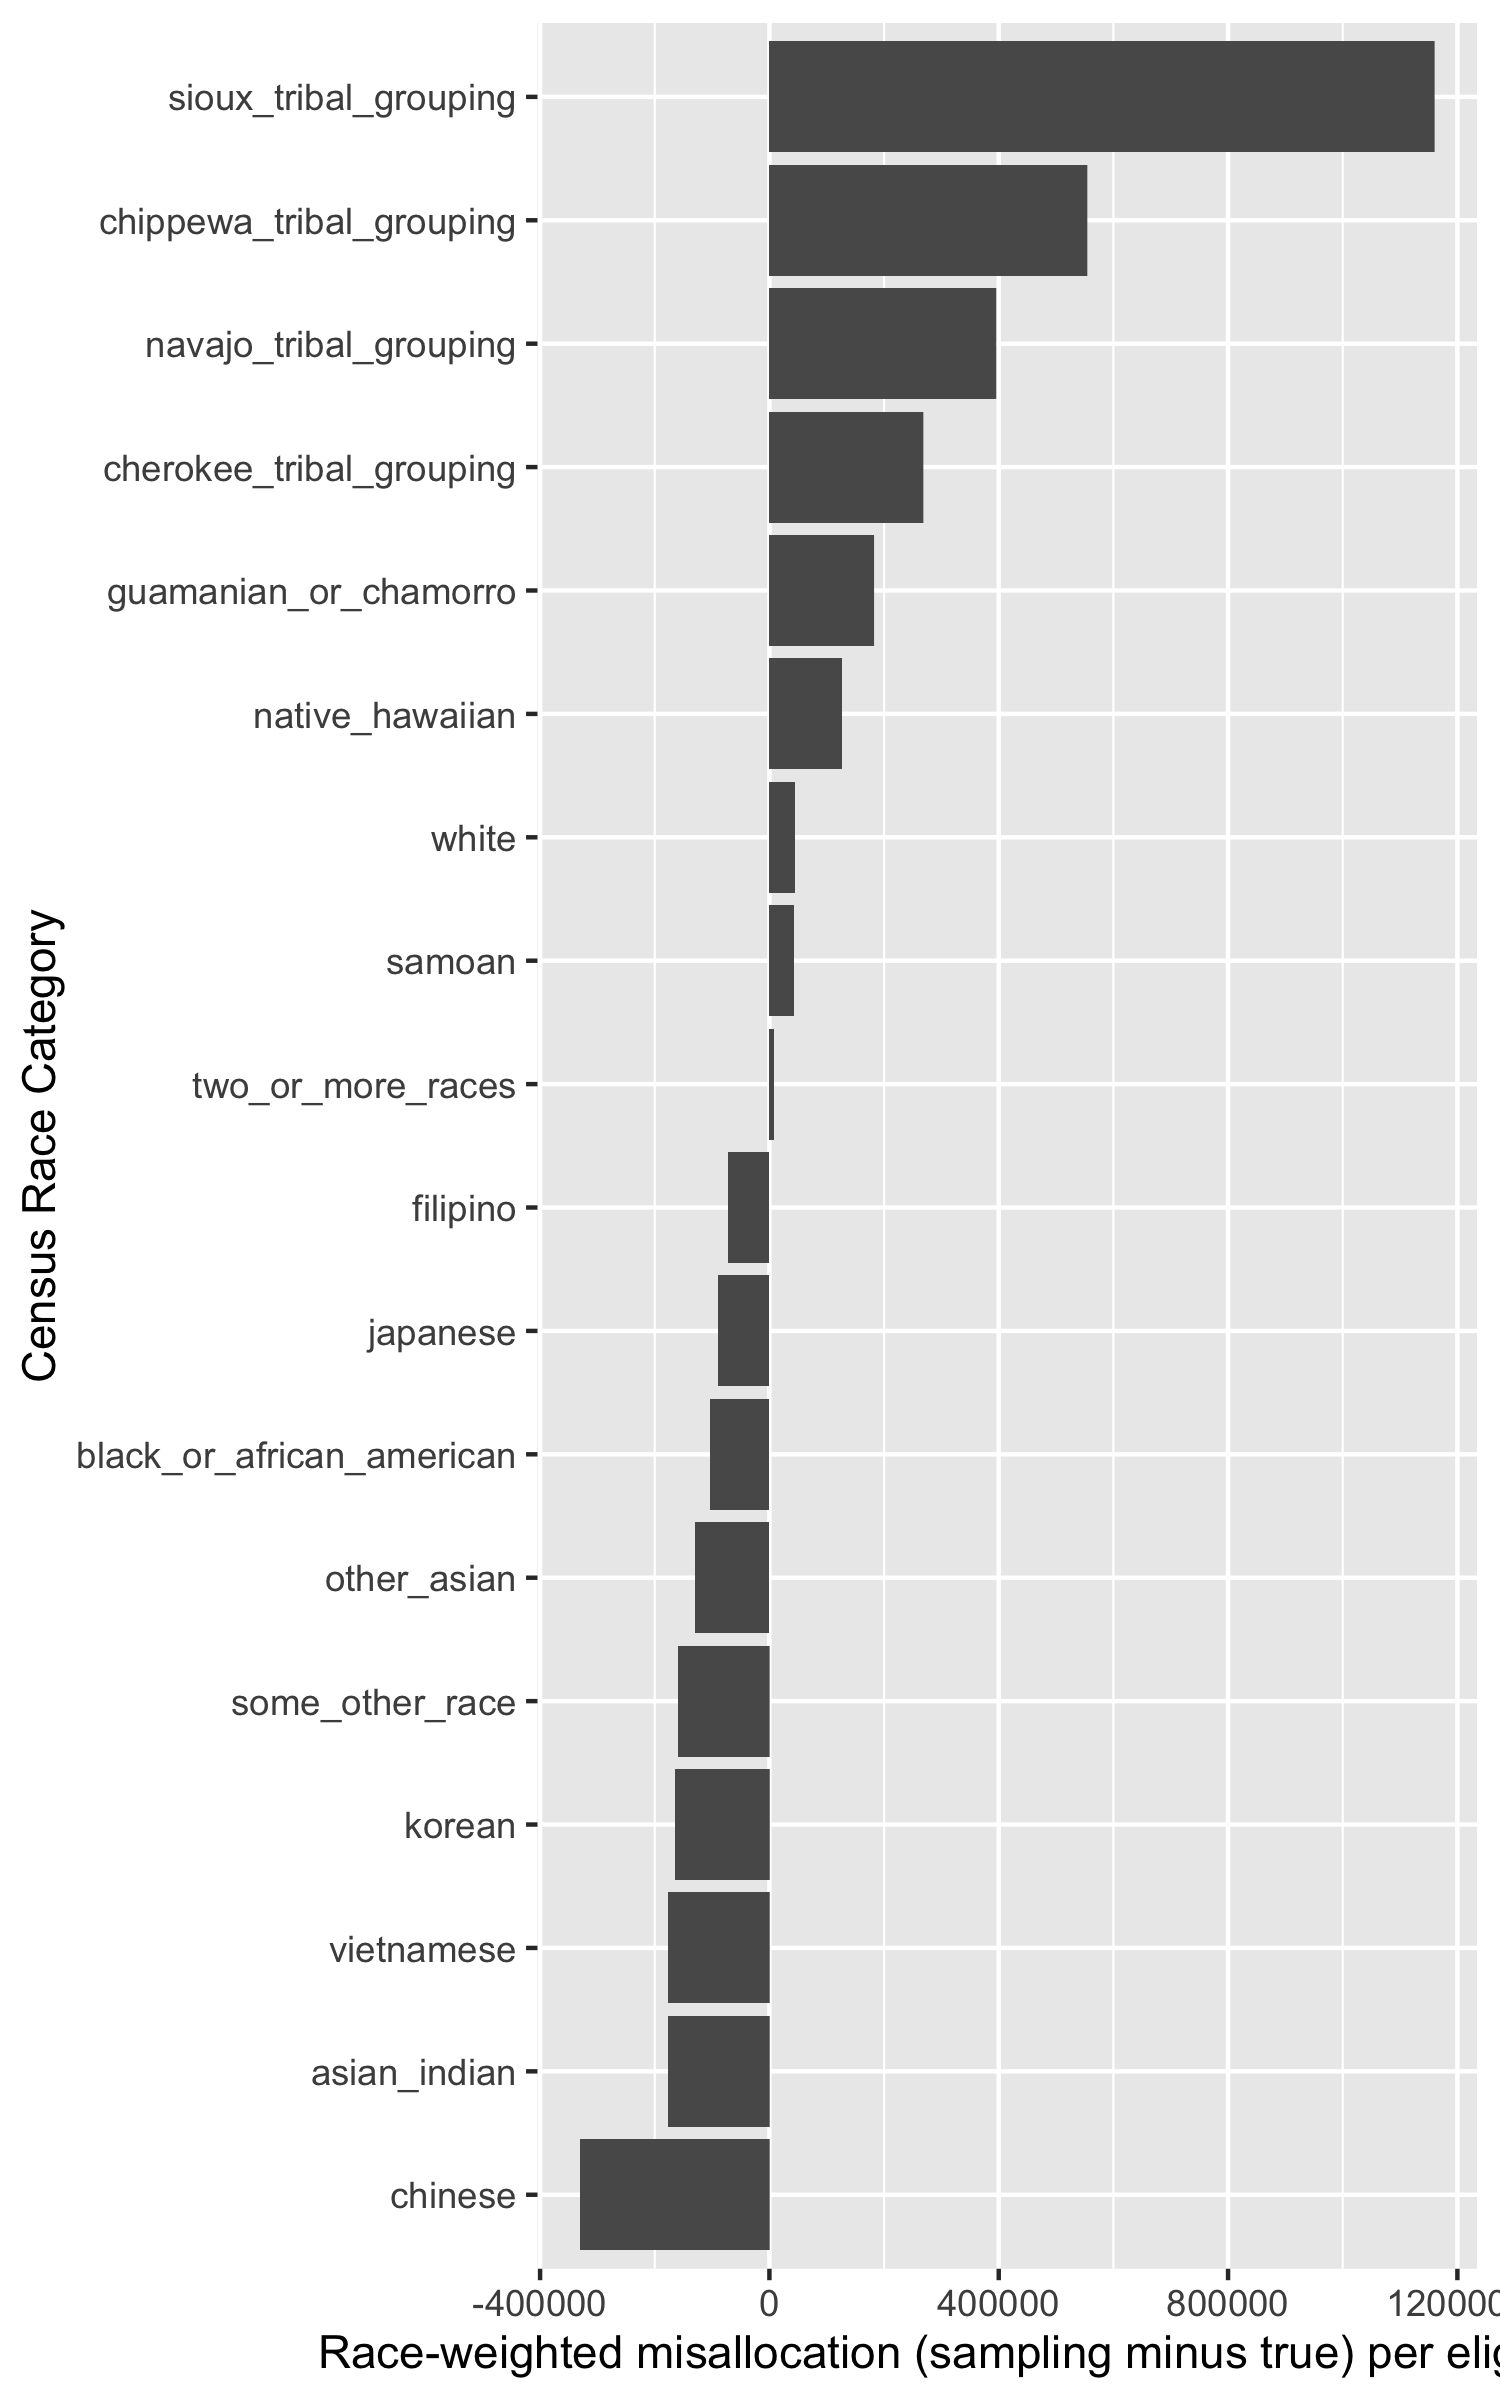 sioux_tribal_grouping
chippewa_tribal_grouping
navajo_tribal_grouping
cherokee_tribal_grouping
guamanian_or_chamorro
native_hawaiian
white
samoan
two_or_more_races
filipino
japanese
black_or_african_american
other_asian
some_other_race
korean
vietnamese
asian_indian
chinese
Census Race Category
-400000 0 400000 800000
Race-weighted misallocation (sampling minus true) per